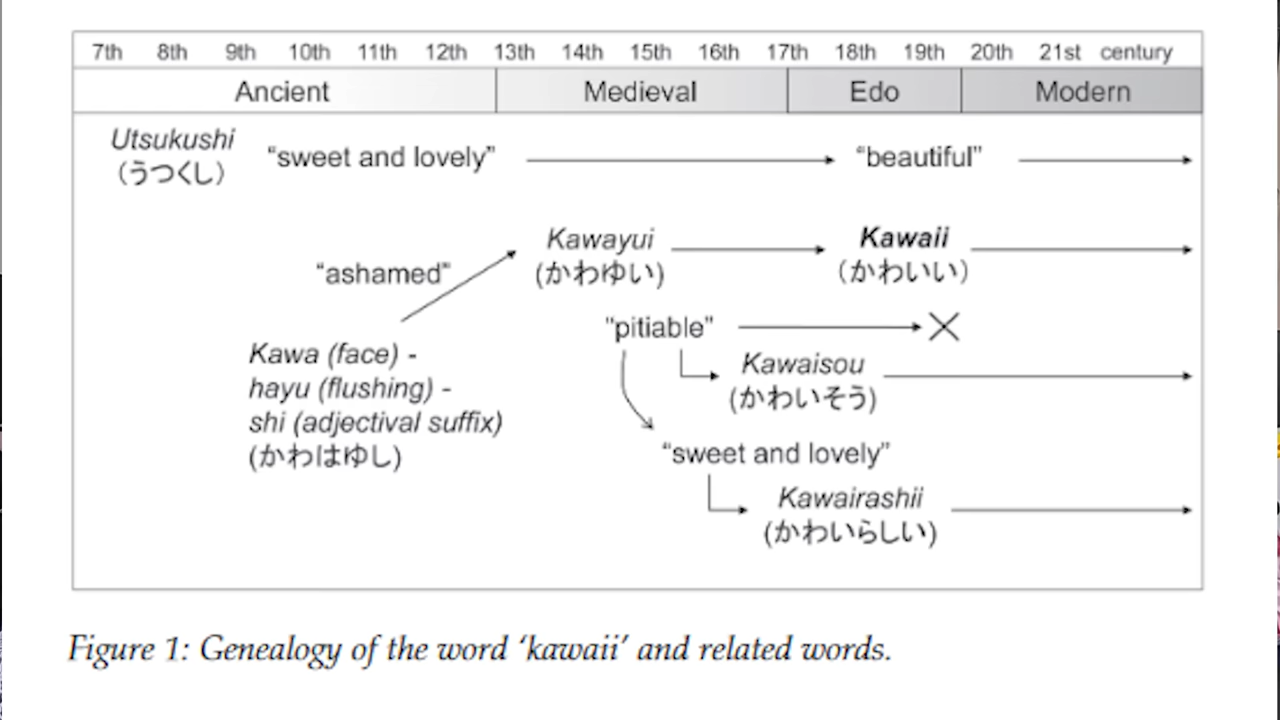 7th 8th 9th 10th 11th 12th 13th 14th 15th 16th 17th 18th 19th 20th 21st century
Ancient Medieval Edo Modern
Utsukushi
(うつくし)
“sweet and lovely”
“beautiful”
Kawayui
(かわゆい)
Kawaii
(かわいい)
“ashamed”
Kawa (face) -
hayu (flushing) -
shi (adjectival suffix)
(かわはゆし)
"pitiable"
Kawaisou
(かわいそう)
“sweet and lovely”
Kawairashii
(かわいらしい)
Figure 1: Genealogy of the word ‘kawaii’ and related words.